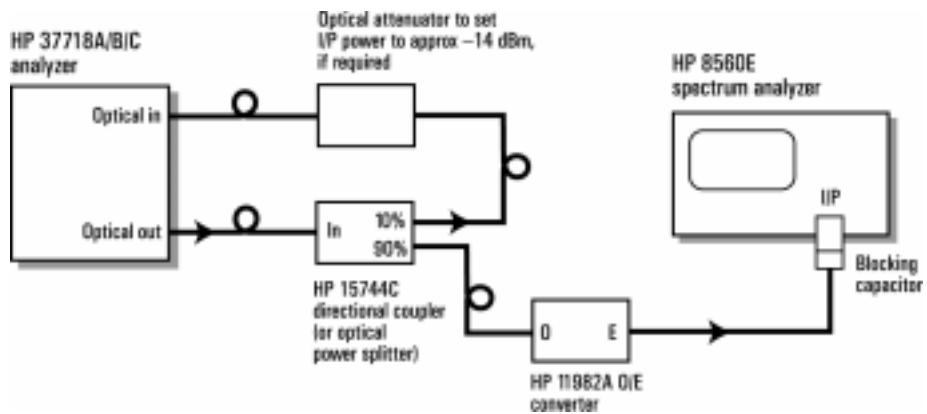 Optical attenuator to set
I/P power to approx –14 dBm,
if required
HP 37718A/B/C
analyzer
HP 8560E
spectrum analyzer
Optical in
I/P
Optical out
In
10%
90%
Blocking
capacitor
HP 15744C
directional coupler
(or optical
power splitter)
O
E
HP 11982A O/E
converter